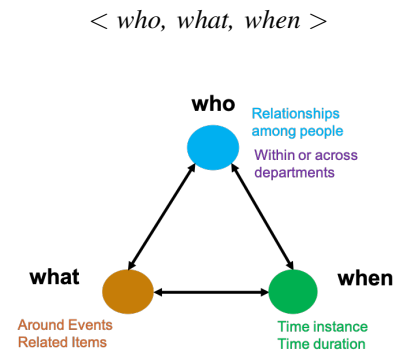 < who, what, when >
who
Relationships
among people
Within or across
departments
what
when
Around Events
Related Items
Time instance
Time duration